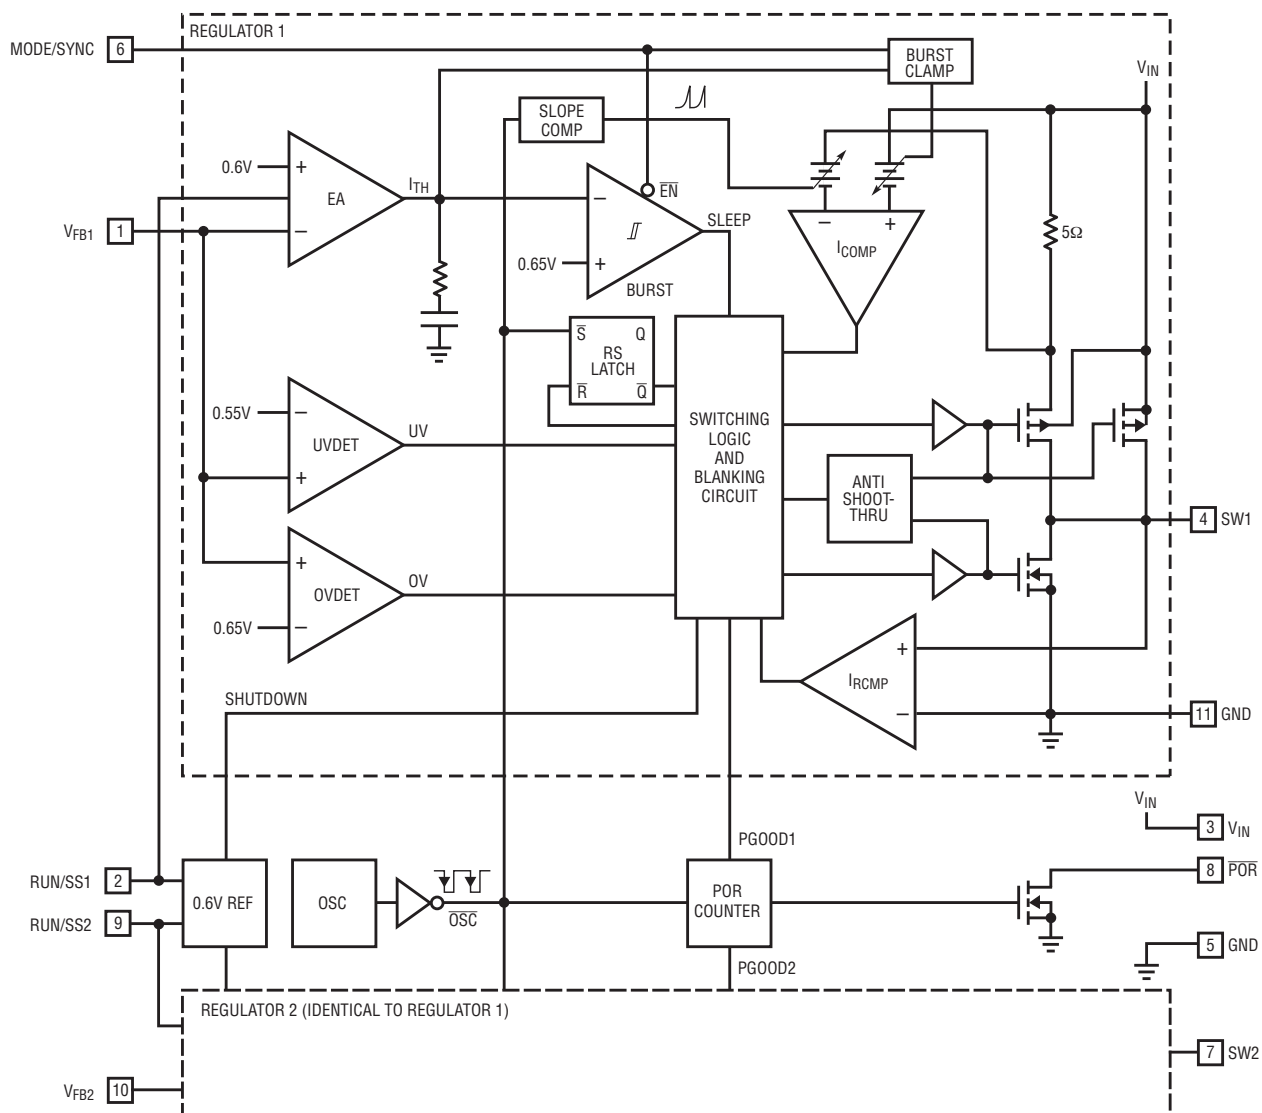 REGULATOR 1
MODE/SYNC 6
BURST
CLAMP
VIN
SLOPE
COMP
0.6V
+
EA
–
ITH
EN
SLEEP
–
+
0.65V
BURST
–
+
ICOMP
5Ω
VFB1 1
S Q
RS
LATCH
R Q
0.55V
–
UVDET
+
UV
SWITCHING
LOGIC
AND
BLANKING
CIRCUIT
ANTI
SHOOT-
THRU
4 SW1
+
OVDET
–
0.65V
OV
+
IRCMP
–
SHUTDOWN
11 GND
VIN
3 VIN
PGOOD1
RUN/SS1 2
RUN/SS2 9
0.6V REF
OSC
OSC
POR
COUNTER
8 POR
5 GND
PGOOD2
REGULATOR 2 (IDENTICAL TO REGULATOR 1)
7 SW2
VFB2 10